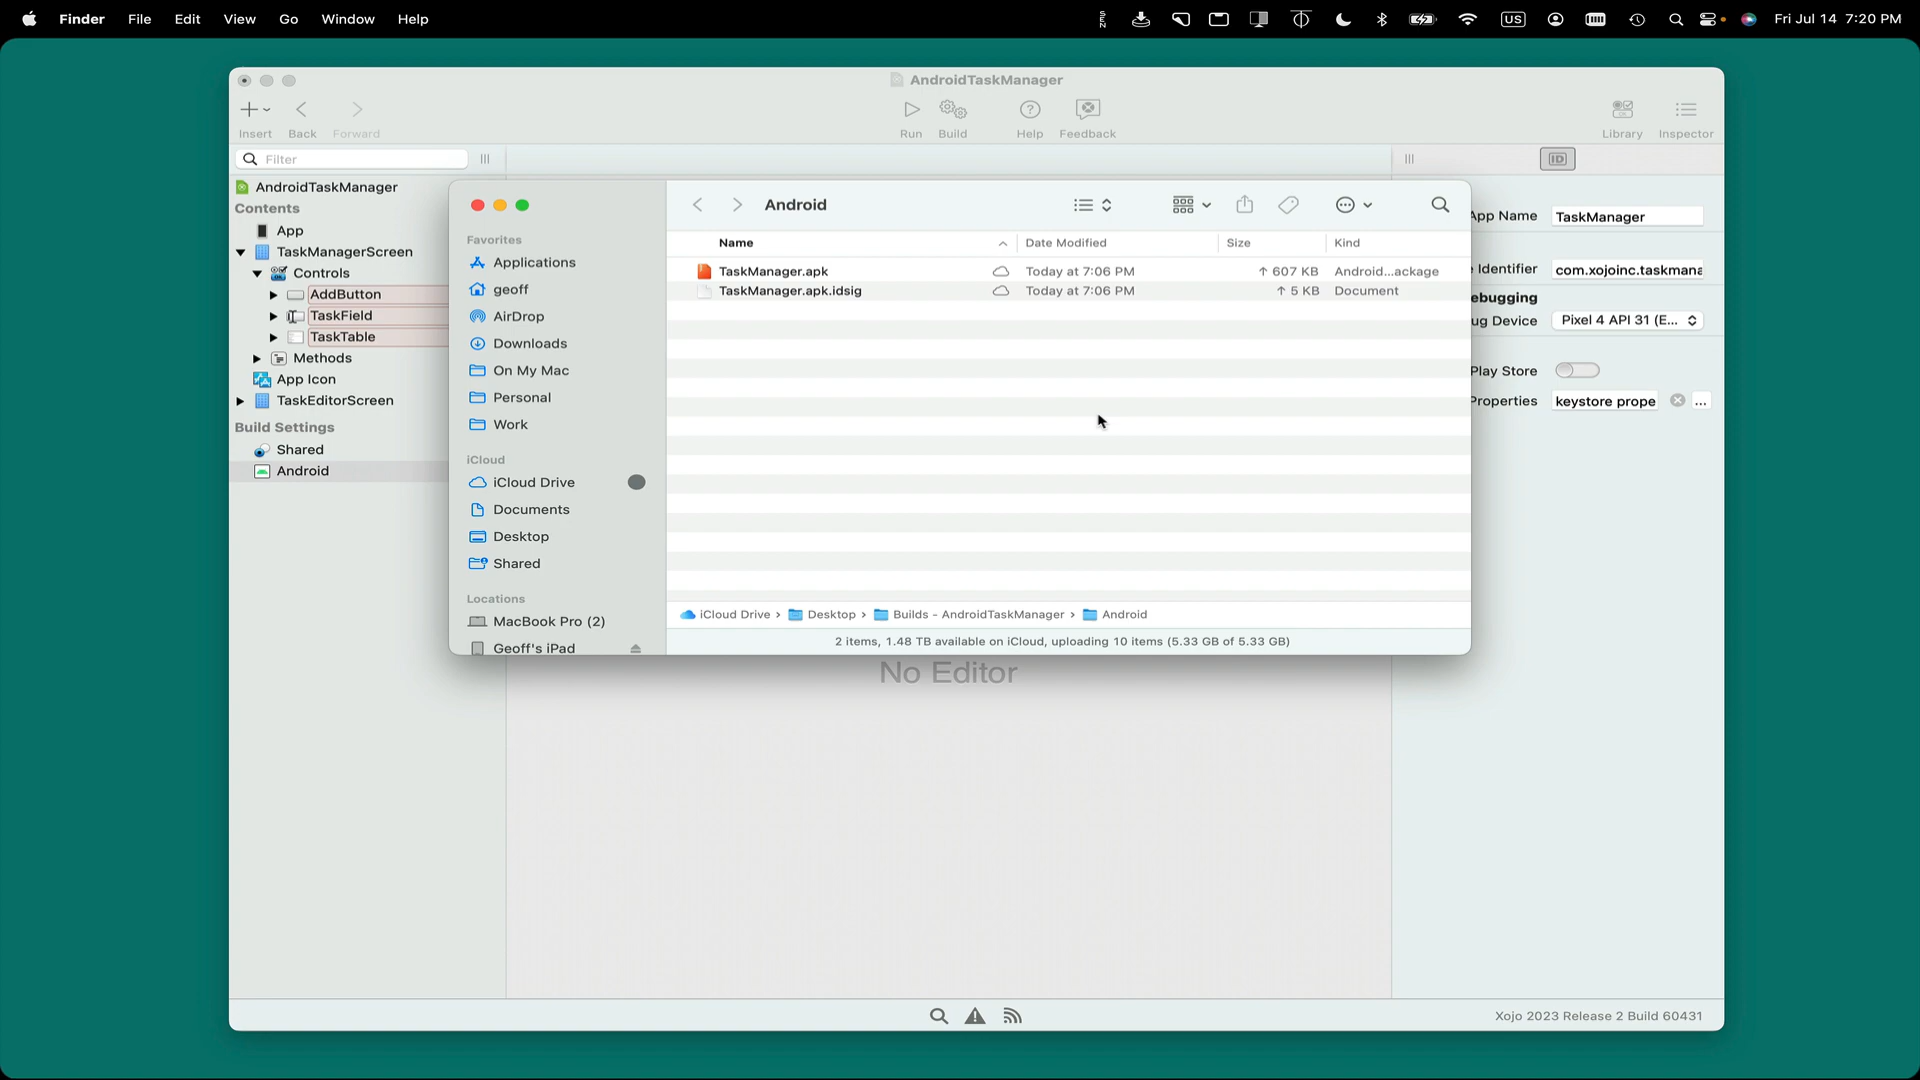 Finder File Edit View Go Window Help US Fri Jul 14 7:20 PM
AndroidTaskManager
Insert Back Forward Run Build Help Feedback Library Inspector
Filter
ID
AndroidTaskManager
Contents
App
TaskManagerScreen
Controls
AddButton
TaskField
TaskTable
Methods
App Icon
TaskEditorScreen
Build Settings
Shared
Android
Favorites
Applications
geoff
AirDrop
Downloads
On My Mac
Personal
Work
iCloud
iCloud Drive
Documents
Desktop
Shared
Locations
MacBook Pro (2)
Geoff's iPad
Android
Name Date Modified Size Kind
TaskManager.apk Today at 7:06 PM ↑ 607 KB Android...ackage
TaskManager.apk.idsig Today at 7:06 PM ↑ 5 KB Document
iCloud Drive › Desktop › Builds - AndroidTaskManager › Android
2 items, 1.48 TB available on iCloud, uploading 10 items (5.33 GB of 5.33 GB)
App Name TaskManager
e Identifier com.xojoinc.taskmana
ebugging
ug Device Pixel 4 API 31 (E...
Play Store
Properties keystore prope ...
No Editor
Xojo 2023 Release 2 Build 60431